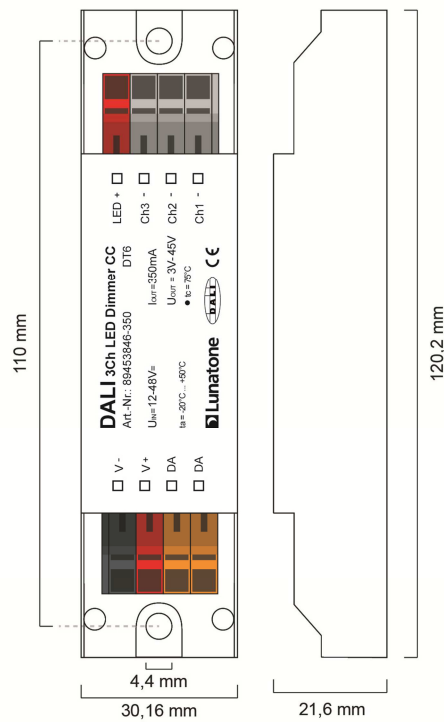 LED +
Ch3 -
Ch2 -
Ch1 -
DALI 3Ch LED Dimmer CC
Art.-Nr.: 89453846-350 DT6
UIN=12-48V= IOUT=350mA
UOUT = 3V- 45V
ta = -20°C ... +50°C • tc = 75°C
Lunatone DALI CE
V -
V +
DA
DA
110 mm
120,2 mm
4,4 mm
30,16 mm
21,6 mm